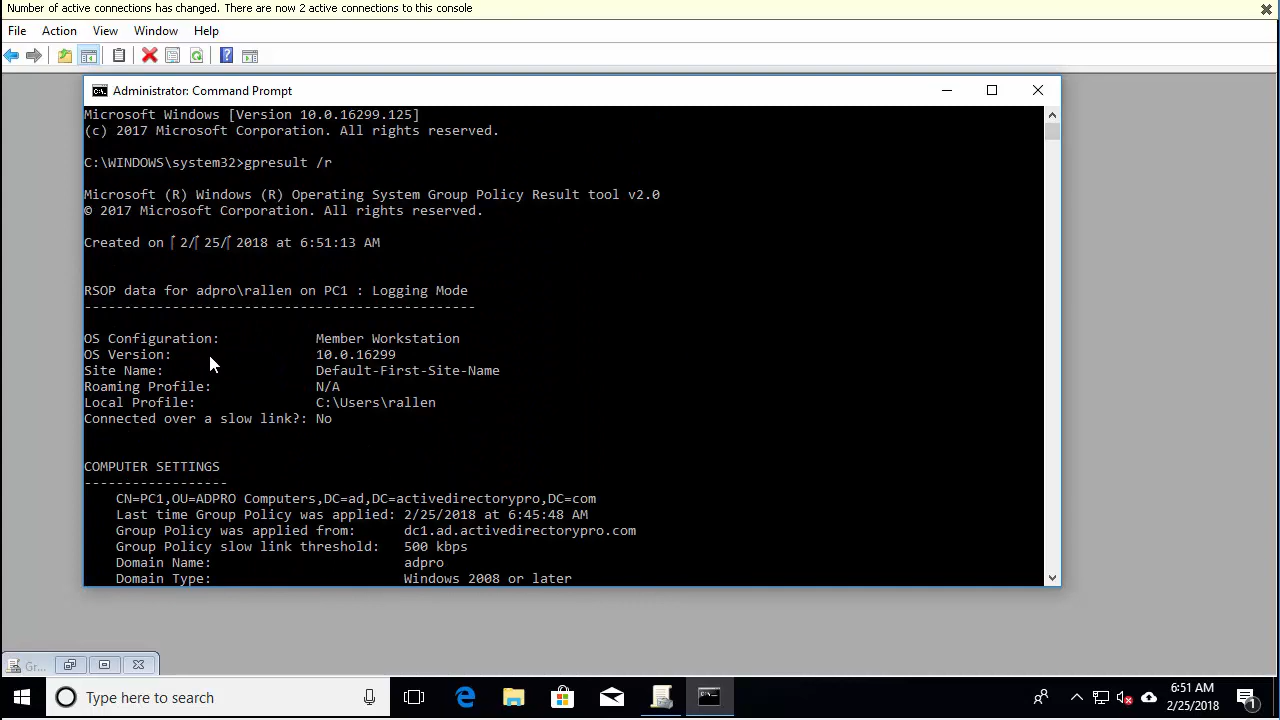 Number of active connections has changed. There are now 2 active connections to this console
File Action View Window Help
Administrator: Command Prompt
Microsoft Windows [Version 10.0.16299.125]
(c) 2017 Microsoft Corporation. All rights reserved.
C:\WINDOWS\system32>gpresult /r
Microsoft (R) Windows (R) Operating System Group Policy Result tool v2.0
© 2017 Microsoft Corporation. All rights reserved.
Created on 2/ 25/ 2018 at 6:51:13 AM
RSOP data for adpro\rallen on PC1 : Logging Mode
-------------------------------------------------
OS Configuration: Member Workstation
OS Version: 10.0.16299
Site Name: Default-First-Site-Name
Roaming Profile: N/A
Local Profile: C:\Users\rallen
Connected over a slow link?: No
COMPUTER SETTINGS
------------------
CN=PC1,OU=ADPRO Computers,DC=ad,DC=activedirectorypro,DC=com
Last time Group Policy was applied: 2/25/2018 at 6:45:48 AM
Group Policy was applied from: dc1.ad.activedirectorypro.com
Group Policy slow link threshold: 500 kbps
Domain Name: adpro
Domain Type: Windows 2008 or later
Gr...
Type here to search
6:51 AM
2/25/2018
1